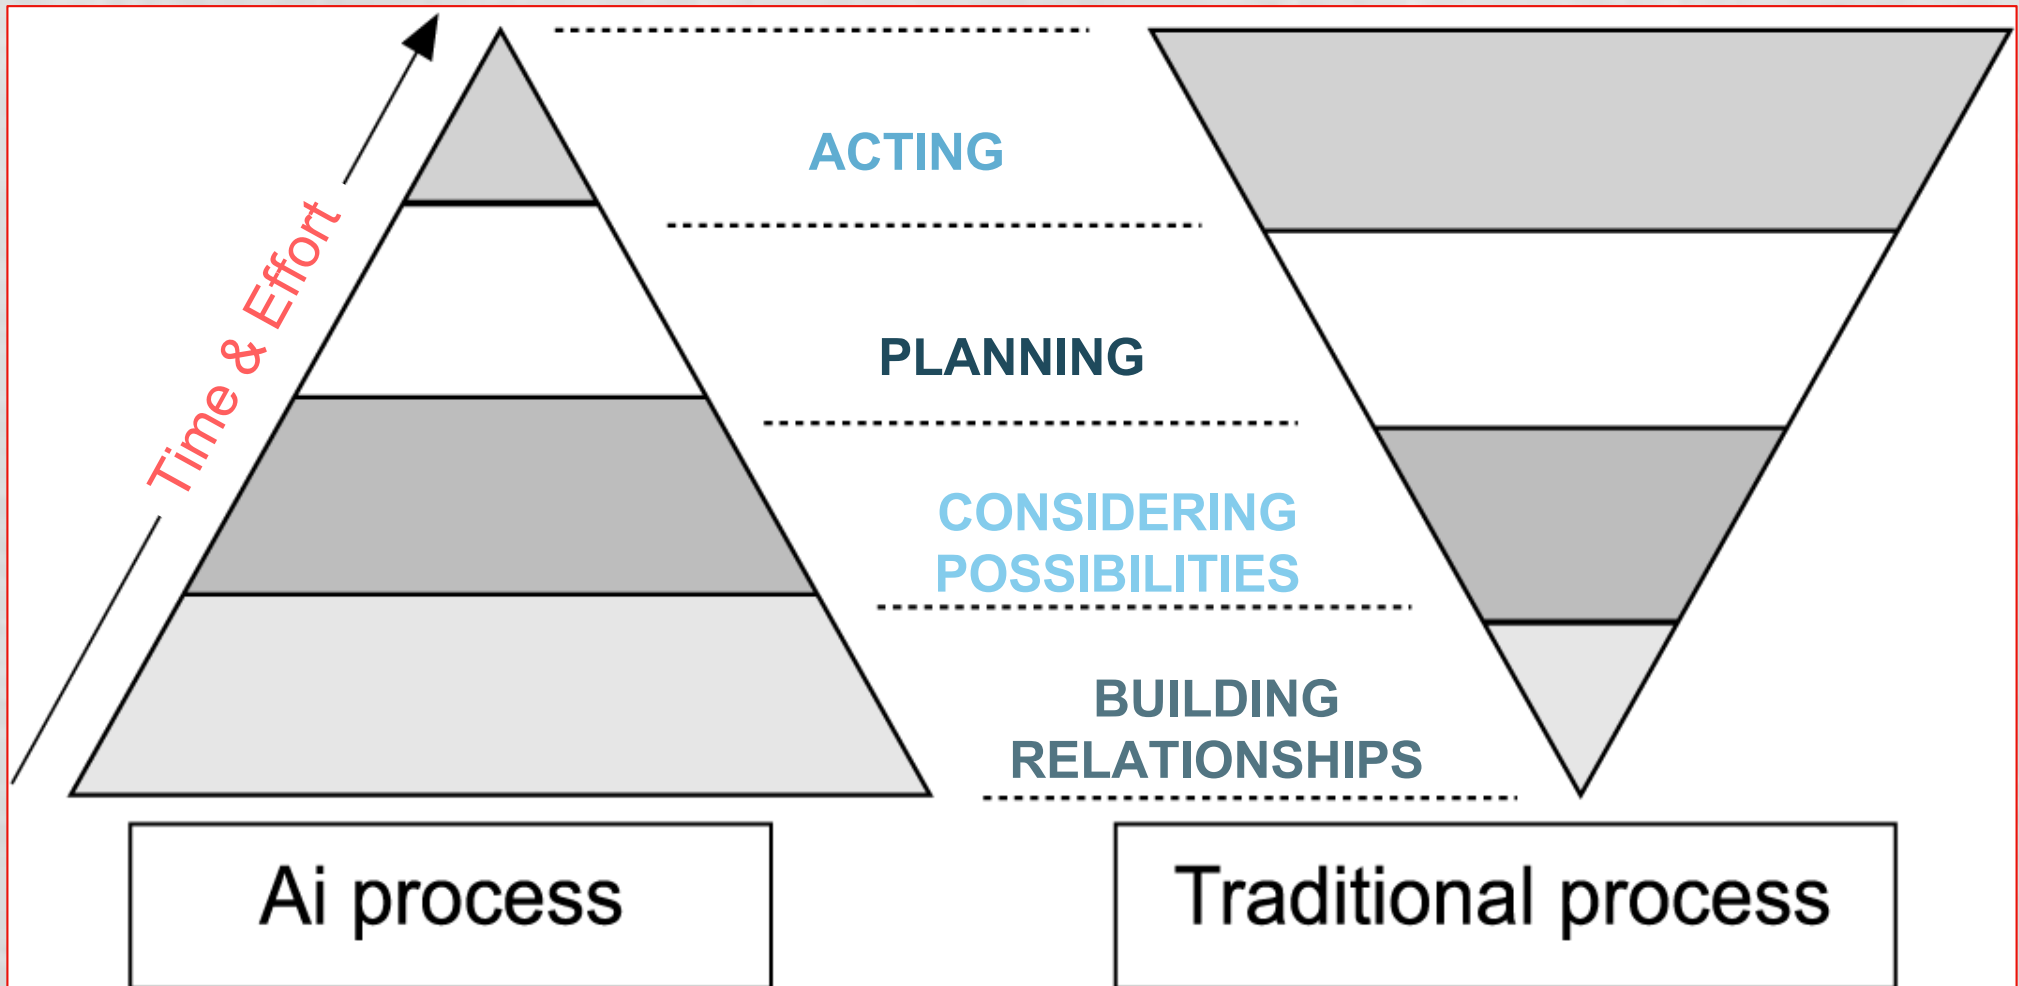 ACTING
Time & Effort
PLANNING
CONSIDERING
POSSIBILITIES
BUILDING
RELATIONSHIPS
Ai process
Traditional process